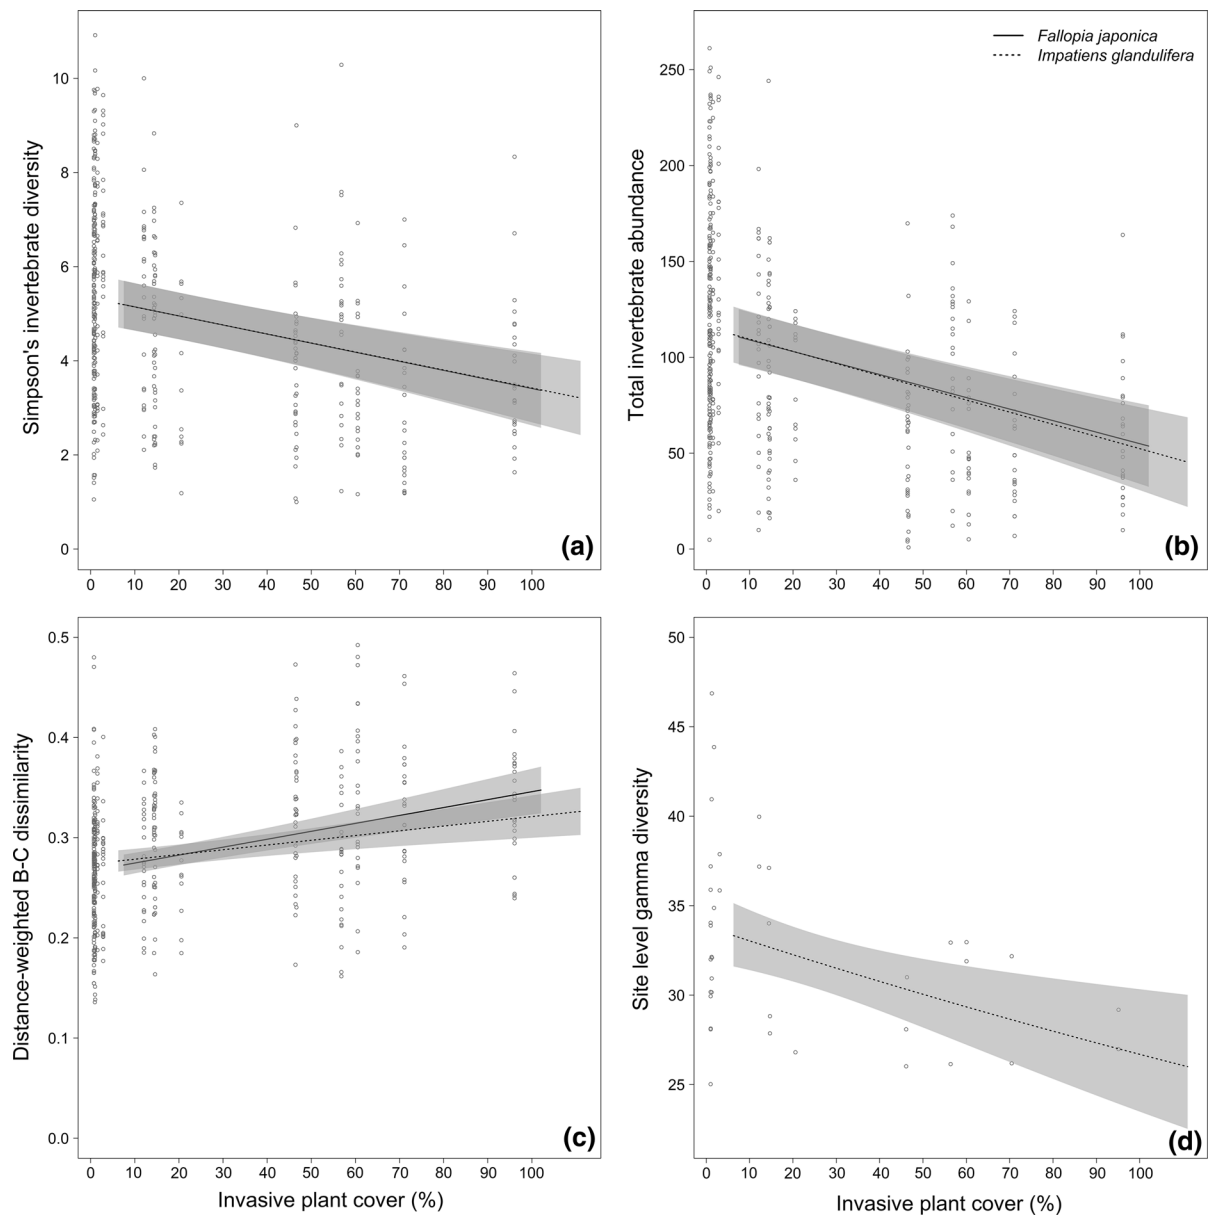 Simpson's invertebrate diversity
10
8
6
4
2
0
0 10 20 30 40 50 60 70 80 90 100
(a)
Fallopia japonica
Impatiens glandulifera
Total invertebrate abundance
250
200
150
100
50
0
0 10 20 30 40 50 60 70 80 90 100
(b)
Distance-weighted B-C dissimilarity
0.5
0.4
0.3
0.2
0.1
0.0
0 10 20 30 40 50 60 70 80 90 100
Invasive plant cover (%)
(c)
Site level gamma diversity
50
45
40
35
30
25
0 10 20 30 40 50 60 70 80 90 100
Invasive plant cover (%)
(d)